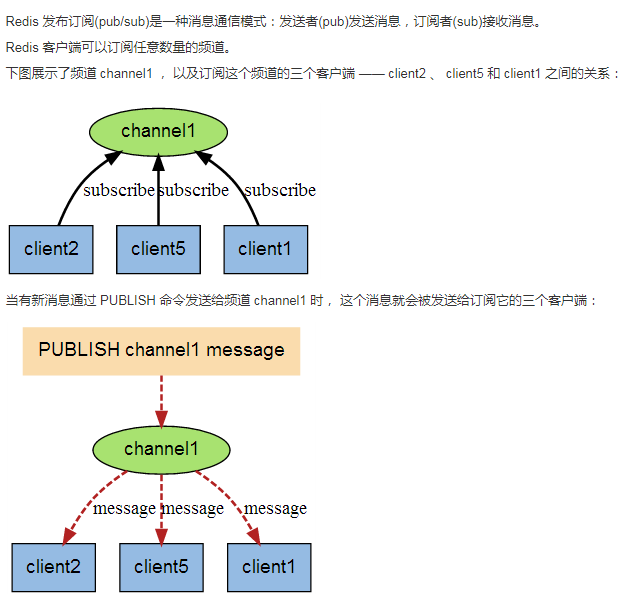 Redis 发布订阅(pub/sub)是一种消息通信模式：发送者(pub)发送消息，订阅者(sub)接收消息。
Redis 客户端可以订阅任意数量的频道。
下图展示了频道 channel1 ， 以及订阅这个频道的三个客户端 —— client2 、 client5 和 client1 之间的关系：
channel1
subscribe subscribe subscribe
client2 client5 client1
当有新消息通过 PUBLISH 命令发送给频道 channel1 时， 这个消息就会被发送给订阅它的三个客户端：
PUBLISH channel1 message
channel1
message message message
client2 client5 client1